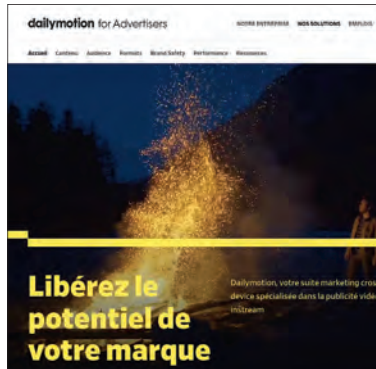 dailymotion for Advertisers
NOTRE ENTREPRISE NOS SOLUTIONS EMPLOIS
Accueil Contenu Audience Formats Brand Safety Performance Ressources
Libérez le
potentiel de
votre marque
Dailymotion, votre suite marketing cros
device spécialisée dans la publicité vidé
instream